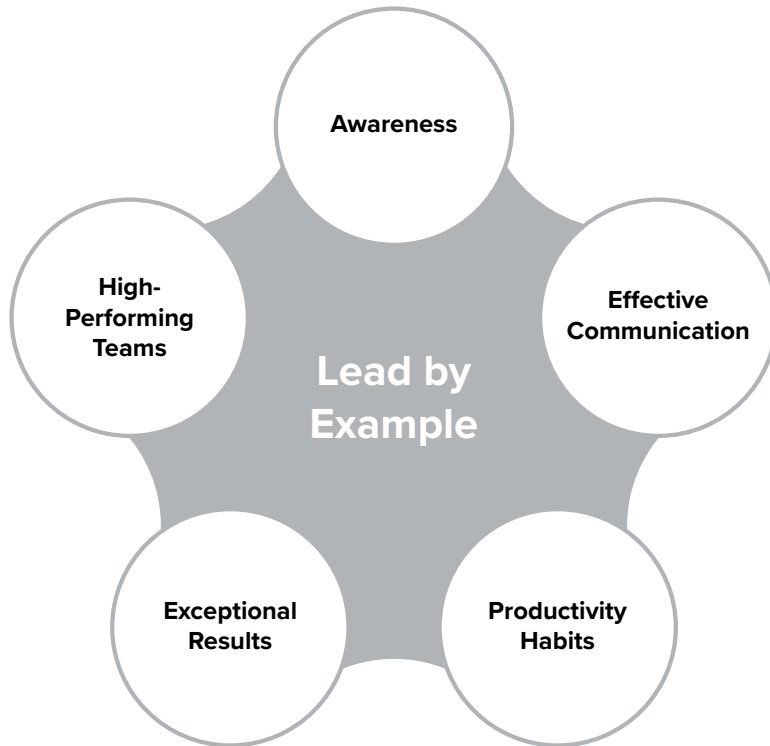 Awareness
High-
Performing
Teams
Effective
Communication
Lead by
Example
Exceptional
Results
Productivity
Habits